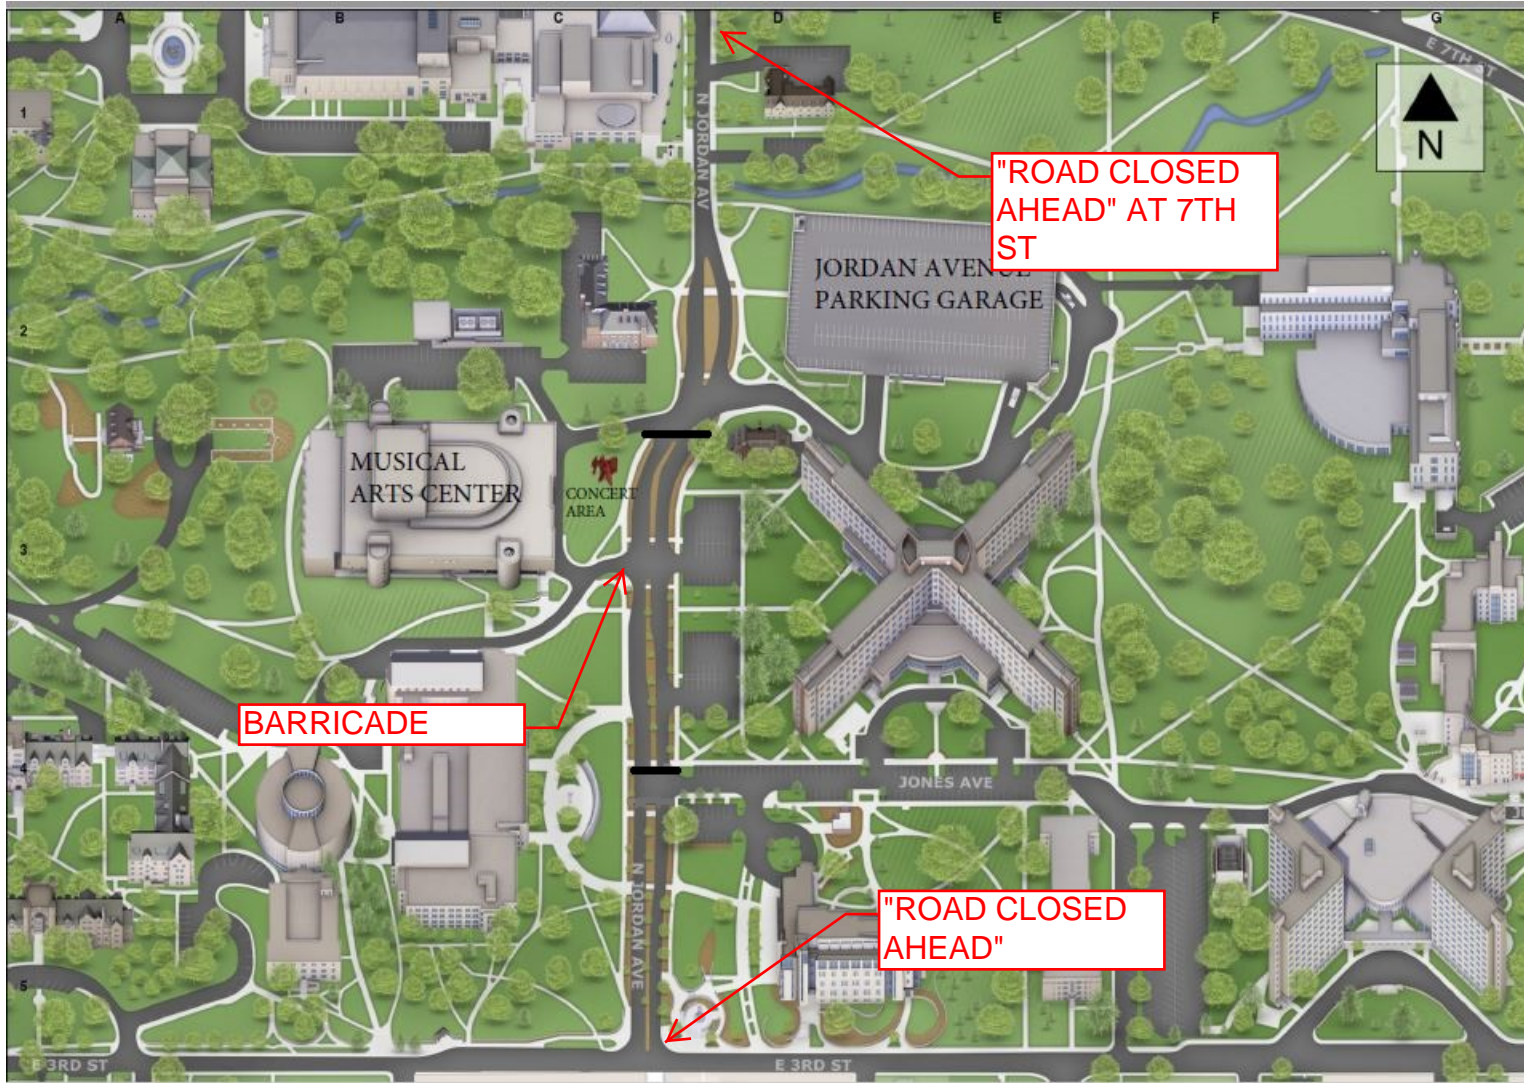 A
B
C
D
E
F
G
E 7TH ST
1
N
N JORDAN AV
"ROAD CLOSED
AHEAD" AT 7TH
ST
JORDAN AVENUE
PARKING GARAGE
2
MUSICAL
ARTS CENTER
CONCERT
AREA
3
BARRICADE
4
JONES AVE
N JORDAN AVE
"ROAD CLOSED
AHEAD"
5
E 3RD ST
E 3RD ST